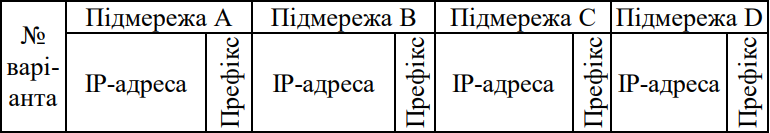 №
варі-
анта
Підмережа А
Підмережа В
Підмережа С
Підмережа D
IP-адреса
Префікс
IP-адреса
Префікс
IP-адреса
Префікс
IP-адреса
Префікс